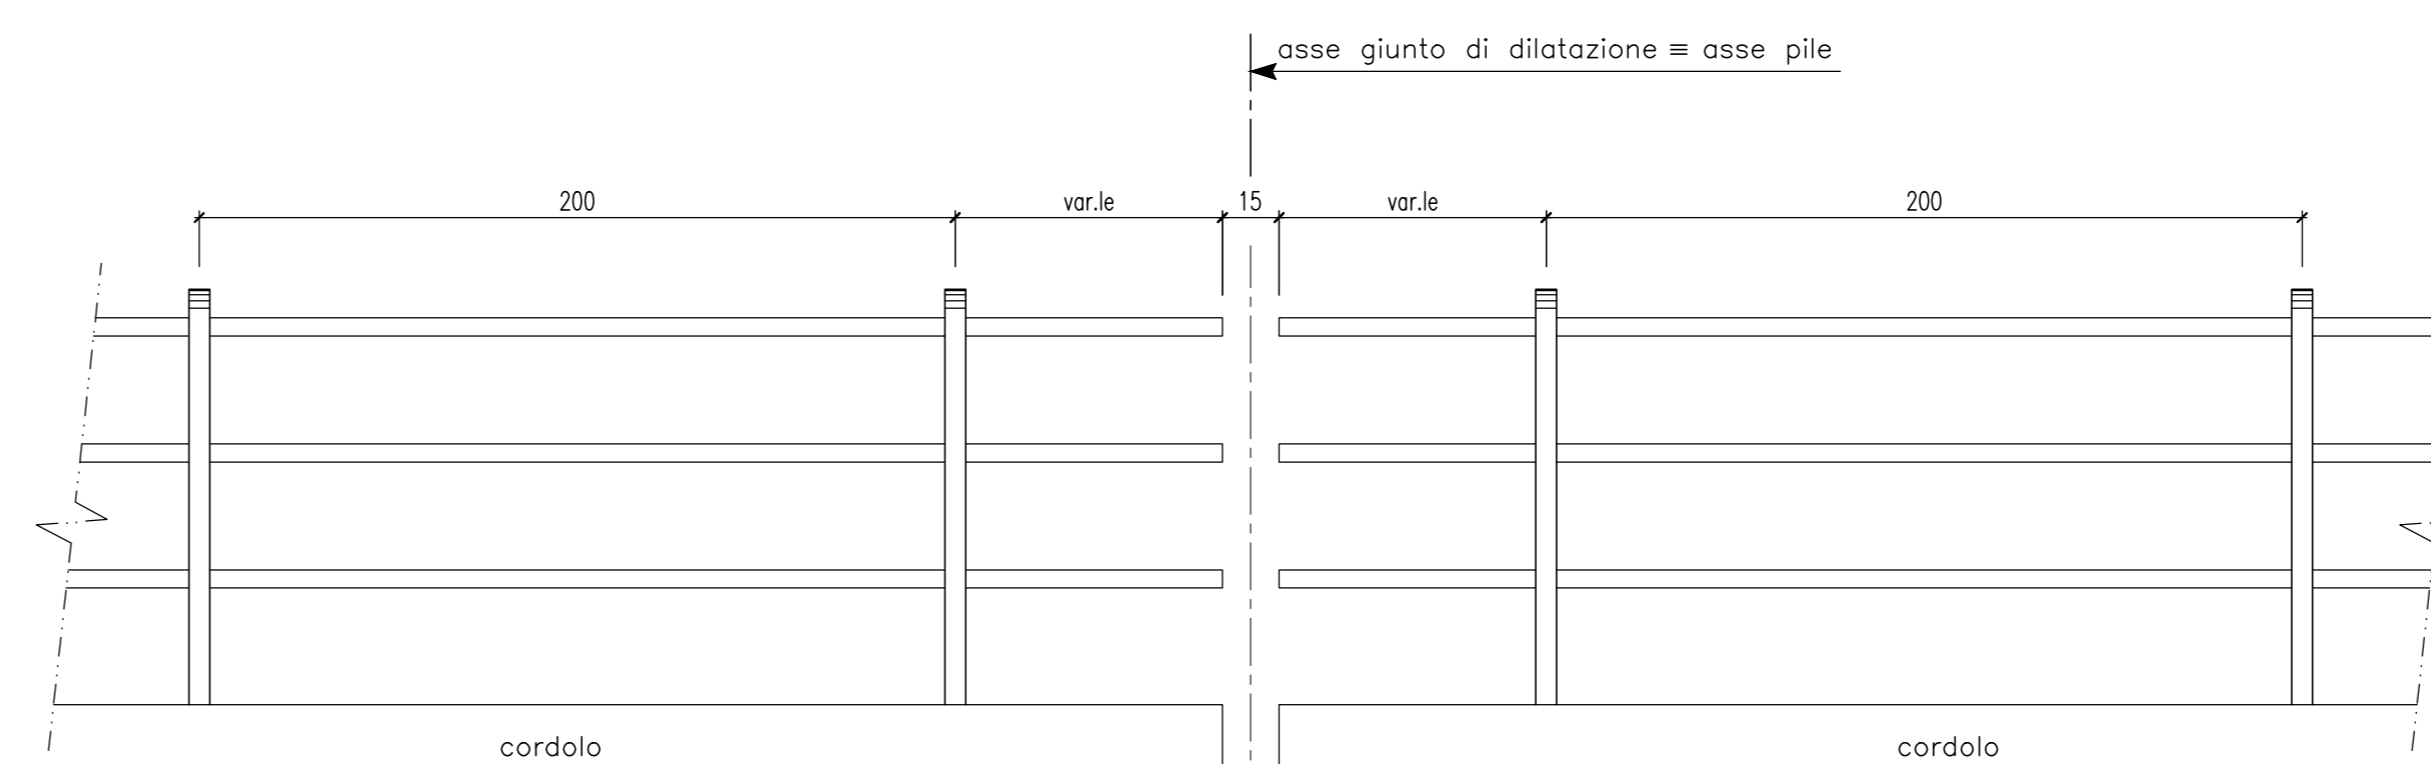 asse giunto di dilatazione ≡ asse pile
200 var.le 15 var.le 200
cordolo cordolo